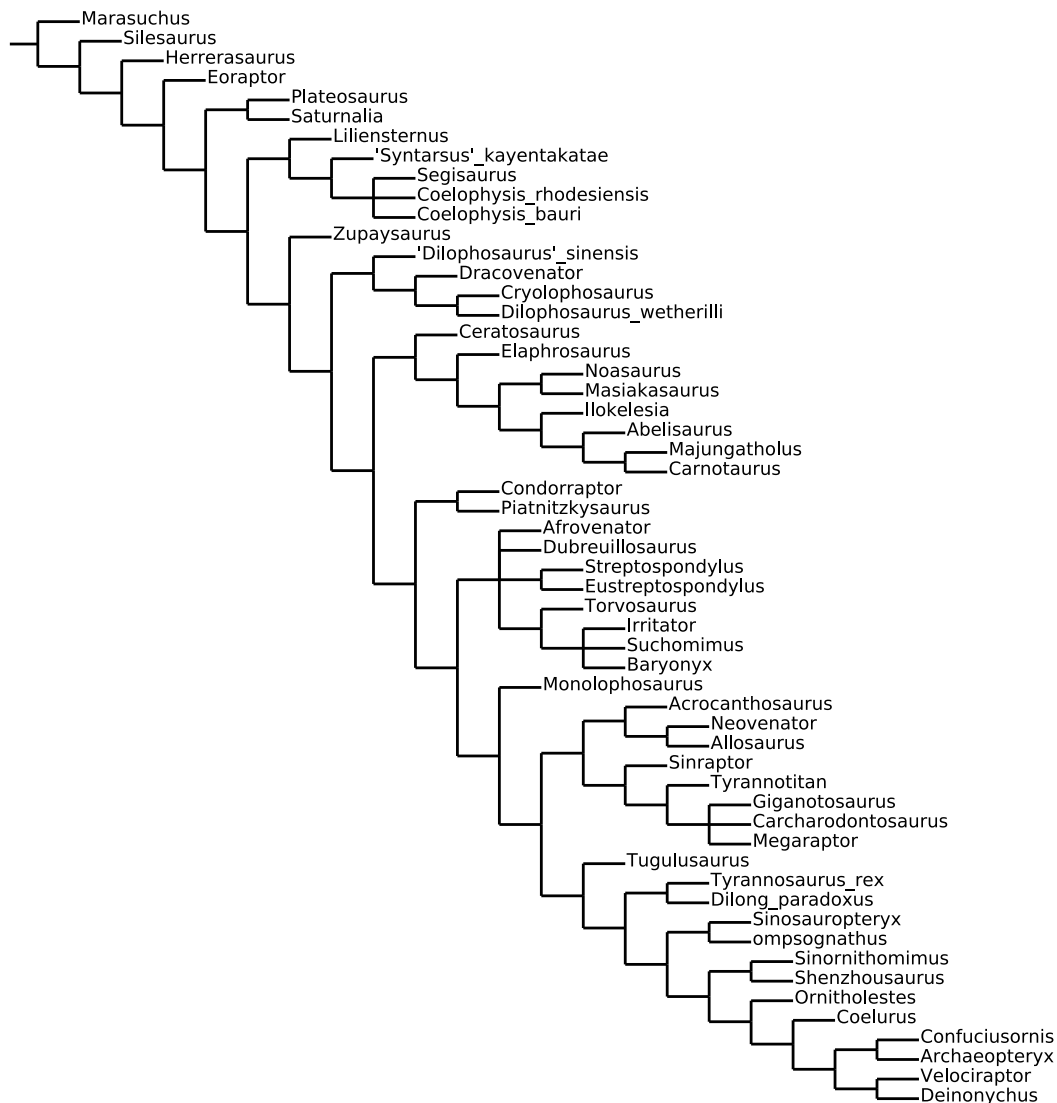 Marasuchus
Silesaurus
Herrerasaurus
Eoraptor
Plateosaurus
Saturnalia
Liliensternus
'Syntarsus'_kayentakatae
Segisaurus
Coelophysis_rhodesiensis
Coelophysis_bauri
Zupaysaurus
'Dilophosaurus'_sinensis
Dracovenator
Cryolophosaurus
Dilophosaurus_wetherilli
Ceratosaurus
Elaphrosaurus
Noasaurus
Masiakasaurus
Ilokelesia
Abelisaurus
Majungatholus
Carnotaurus
Condorraptor
Piatnitzkysaurus
Afrovenator
Dubreuillosaurus
Streptospondylus
Eustreptospondylus
Torvosaurus
Irritator
Suchomimus
Baryonyx
Monolophosaurus
Acrocanthosaurus
Neovenator
Allosaurus
Sinraptor
Tyrannotitan
Giganotosaurus
Carcharodontosaurus
Megaraptor
Tugulusaurus
Tyrannosaurus_rex
Dilong_paradoxus
Sinosauropteryx
ompsognathus
Sinornithomimus
Shenzhousaurus
Ornitholestes
Coelurus
Confuciusornis
Archaeopteryx
Velociraptor
Deinonychus